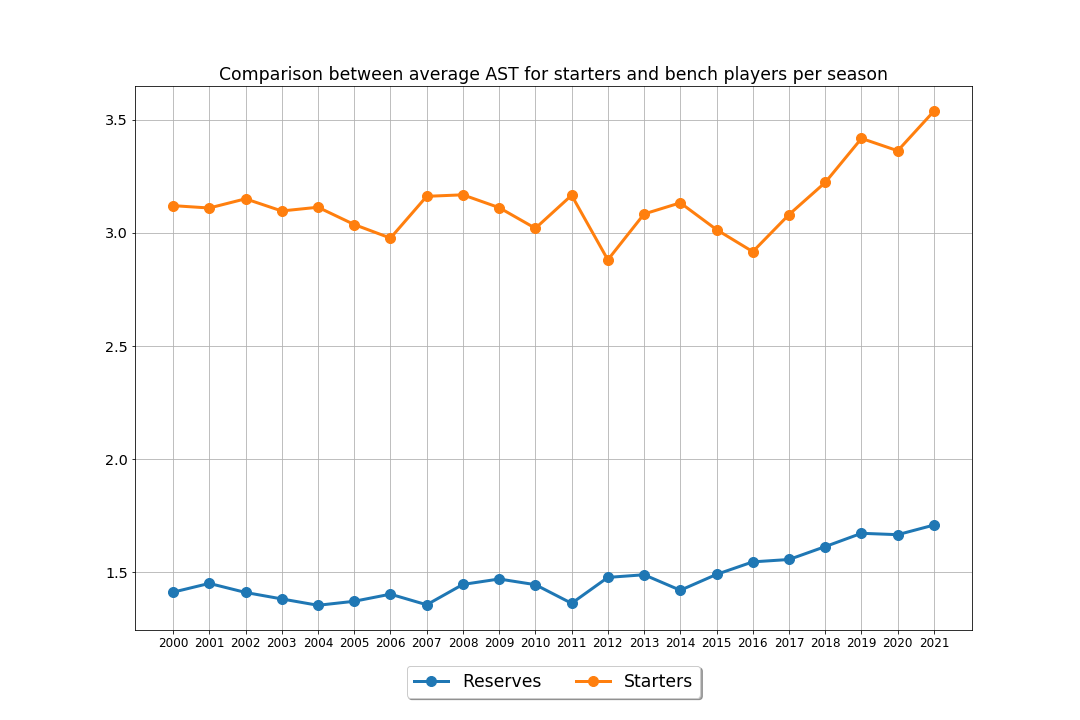 Comparison between average AST for starters and bench players per season
3.5
3.0
2.5
2.0
1.5
2000 2001 2002 2003 2004 2005 2006 2007 2008 2009 2010 2011 2012 2013 2014 2015 2016 2017 2018 2019 2020 2021
Reserves Starters